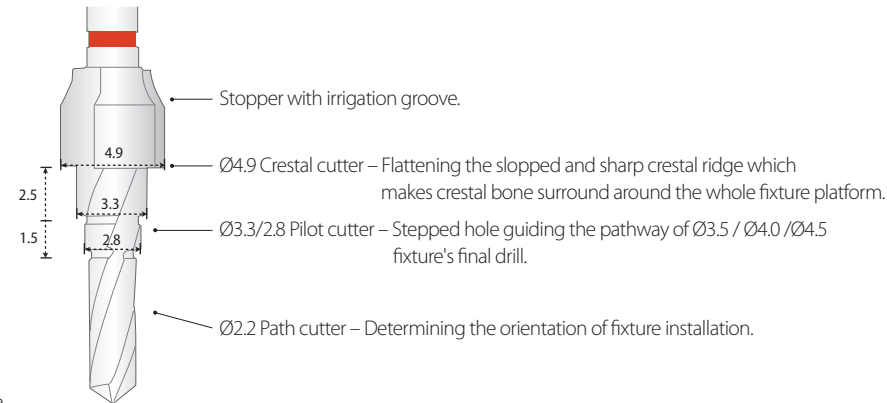 Stopper with irrigation groove.
4.9
Ø4.9 Crestal cutter – Flattening the slopped and sharp crestal ridge which
makes crestal bone surround around the whole fixture platform.
2.5
3.3
Ø3.3/2.8 Pilot cutter – Stepped hole guiding the pathway of Ø3.5 / Ø4.0 /Ø4.5
fixture's final drill.
1.5
2.8
Ø2.2 Path cutter – Determining the orientation of fixture installation.